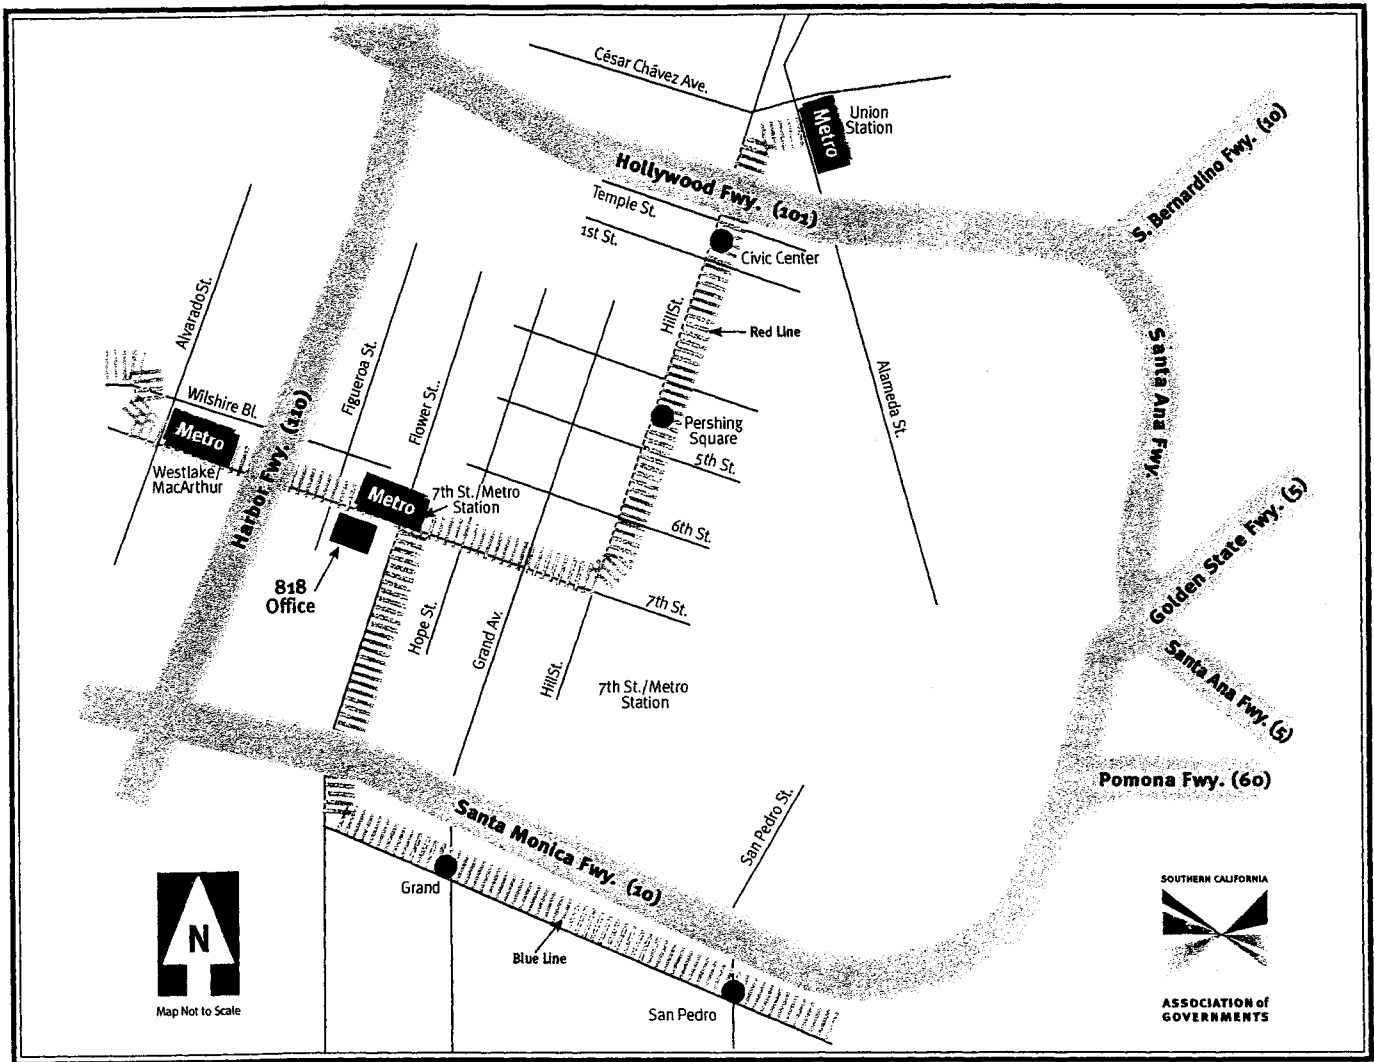 César Chávez Ave.
Metro
Union
Station
S. Bernardino Fwy. (10)
Hollywood Fwy. (101)
Temple St.
1st St.
Civic Center
Alvarado St.
Hill St.
Red Line
Figueroa St.
Flower St..
Alameda St.
Santa Ana Fwy.
Wilshire Bl.
Metro
Westlake/
MacArthur
Harbor Fwy. (110)
Pershing
Square
5th St.
Metro
7th St./Metro
Station
6th St.
Golden State Fwy. (5)
818
Office
7th St.
Hope St.
Grand Av.
Hill St.
7th St./Metro
Station
Santa Ana Fwy. (5)
Pomona Fwy. (60)
Santa Monica Fwy. (10)
San Pedro St.
Grand
Blue Line
San Pedro
N
Map Not to Scale
SOUTHERN CALIFORNIA
ASSOCIATION of
GOVERNMENTS